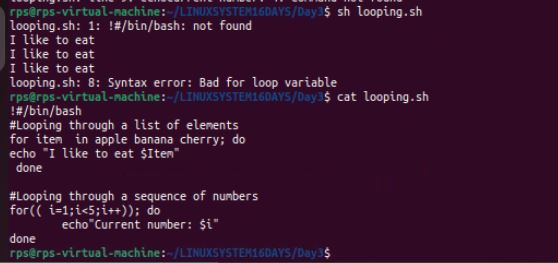 rps@rps-virtual-machine:~/LINUXSYSTEM16DAYS/Day3$ sh looping.sh
looping.sh: 1: !#/bin/bash: not found
I like to eat
I like to eat
I like to eat
looping.sh: 8: Syntax error: Bad for loop variable
rps@rps-virtual-machine:~/LINUXSYSTEM16DAYS/Day3$ cat looping.sh
!#/bin/bash
#Looping through a list of elements
for item  in apple banana cherry; do
echo "I like to eat $Item"
 done

#Looping through a sequence of numbers
for(( i=1;i<5;i++)); do
        echo"Current number: $i"
done
rps@rps-virtual-machine:~/LINUXSYSTEM16DAYS/Day3$